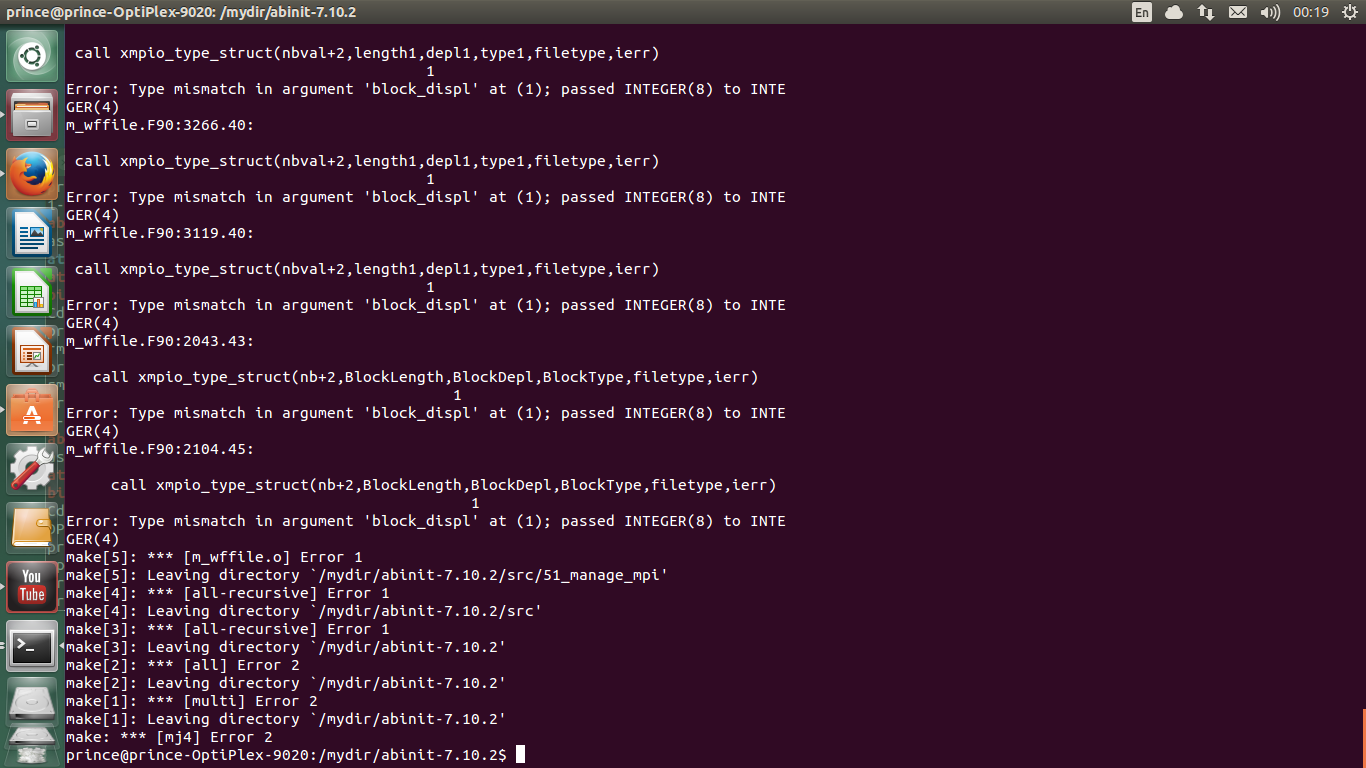 prince@prince-OptiPlex-9020: /mydir/abinit-7.10.2
En
00:19
call xmpio_type_struct(nbval+2,length1,depl1,type1,filetype,ierr)
1
Error: Type mismatch in argument 'block_displ' at (1); passed INTEGER(8) to INTE
GER(4)
m_wffile.F90:3266.40:
call xmpio_type_struct(nbval+2,length1,depl1,type1,filetype,ierr)
1
Error: Type mismatch in argument 'block_displ' at (1); passed INTEGER(8) to INTE
GER(4)
m_wffile.F90:3119.40:
call xmpio_type_struct(nbval+2,length1,depl1,type1,filetype,ierr)
1
Error: Type mismatch in argument 'block_displ' at (1); passed INTEGER(8) to INTE
GER(4)
m_wffile.F90:2043.43:
call xmpio_type_struct(nb+2,BlockLength,BlockDepl,BlockType,filetype,ierr)
1
Error: Type mismatch in argument 'block_displ' at (1); passed INTEGER(8) to INTE
GER(4)
m_wffile.F90:2104.45:
call xmpio_type_struct(nb+2,BlockLength,BlockDepl,BlockType,filetype,ierr)
1
Error: Type mismatch in argument 'block_displ' at (1); passed INTEGER(8) to INTE
GER(4)
make[5]: *** [m_wffile.o] Error 1
make[5]: Leaving directory `/mydir/abinit-7.10.2/src/51_manage_mpi'
make[4]: *** [all-recursive] Error 1
make[4]: Leaving directory `/mydir/abinit-7.10.2/src'
make[3]: *** [all-recursive] Error 1
make[3]: Leaving directory `/mydir/abinit-7.10.2'
make[2]: *** [all] Error 2
make[2]: Leaving directory `/mydir/abinit-7.10.2'
make[1]: *** [multi] Error 2
make[1]: Leaving directory `/mydir/abinit-7.10.2'
make: *** [mj4] Error 2
prince@prince-OptiPlex-9020:/mydir/abinit-7.10.2$
You
Tube